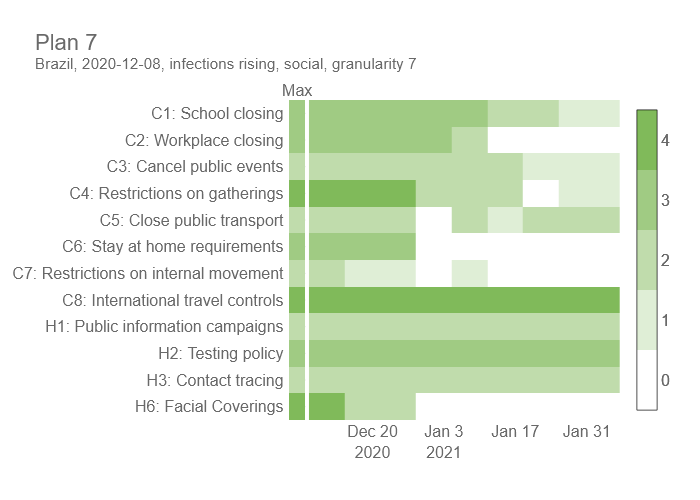 Plan 7
Brazil, 2020-12-08, infections rising, social, granularity 7
Max
C1: School closing
C2: Workplace closing
C3: Cancel public events
C4: Restrictions on gatherings
C5: Close public transport
C6: Stay at home requirements
C7: Restrictions on internal movement
C8: International travel controls
H1: Public information campaigns
H2: Testing policy
H3: Contact tracing
H6: Facial Coverings
4
3
2
1
0
Dec 20 Jan 3 Jan 17 Jan 31
2020 2021